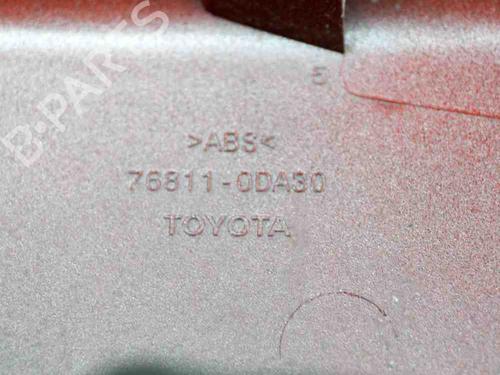 B-PARTS
5
>ABS<
76811-0DA30
TOYOTA